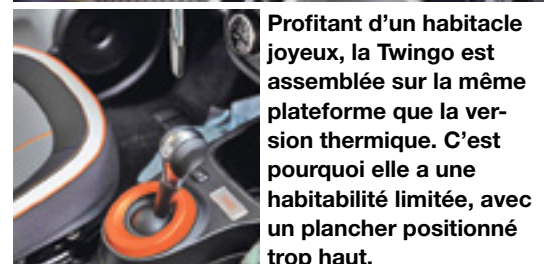 Profitant d’un habitacle
joyeux, la Twingo est
assemblée sur la même
plateforme que la ver-
sion thermique. C’est
pourquoi elle a une
habitabilité limitée, avec
un plancher positionné
trop haut.